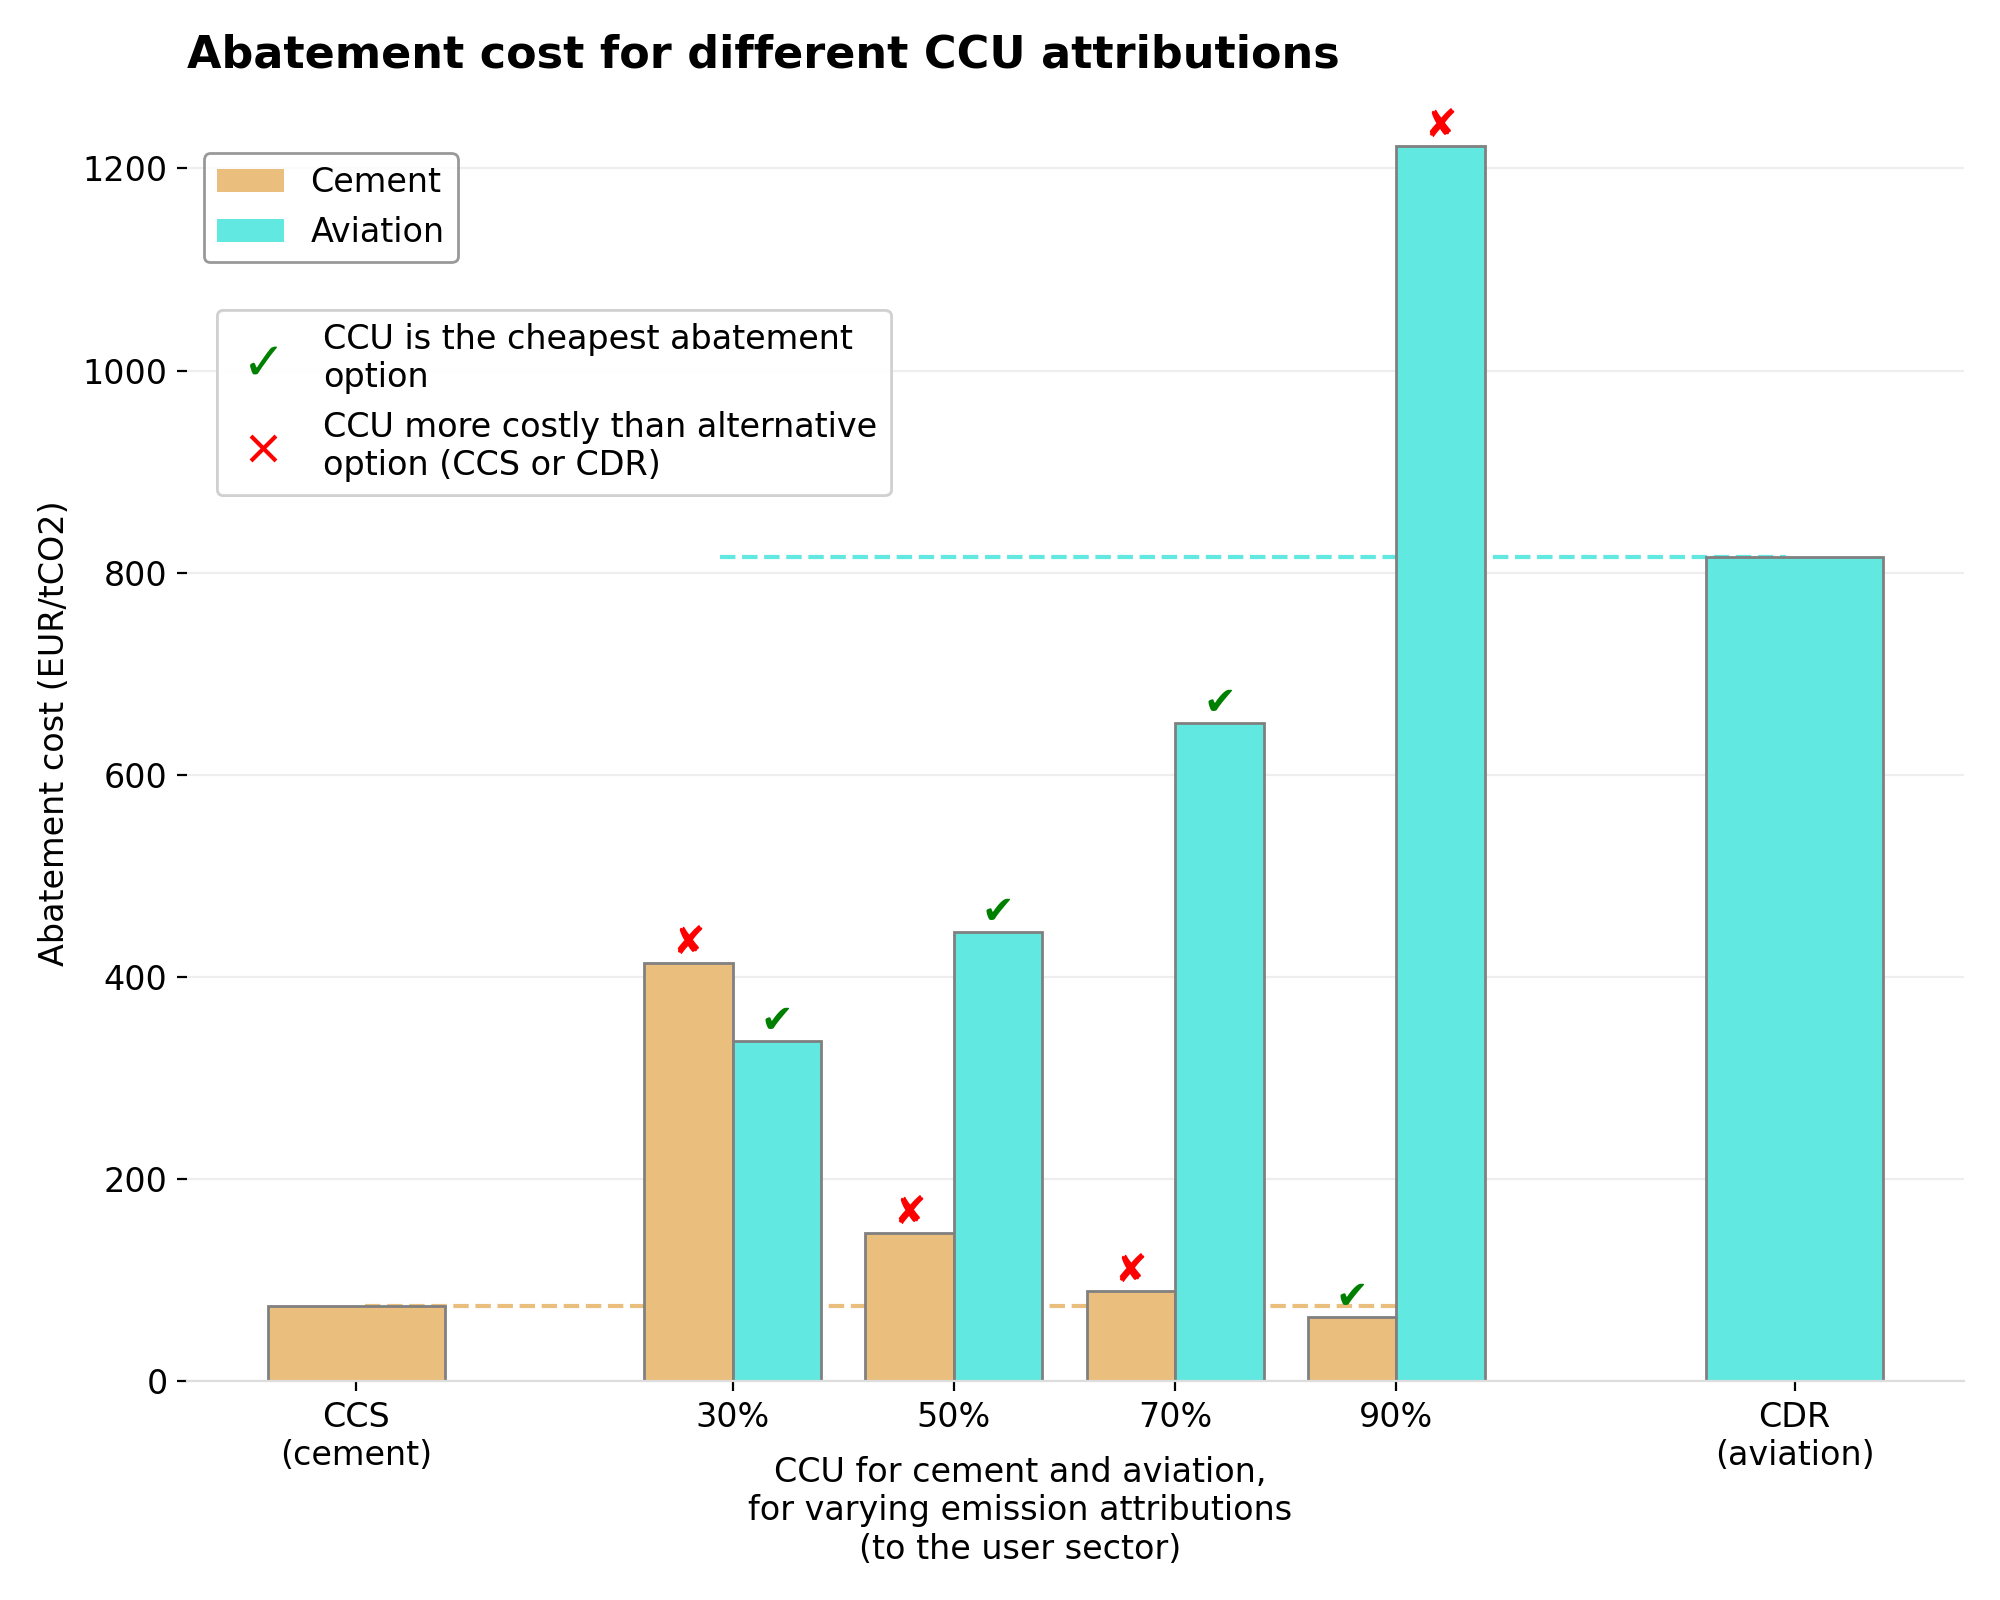 Abatement cost for different CCU attributions
Cement
Aviation
✓ CCU is the cheapest abatement
option
✕ CCU more costly than alternative
option (CCS or CDR)
Abatement cost (EUR/tCO2)
1200
1000
800
600
400
200
0
✘
✔
✘
✔
✘
✔
✔
✘
CCS
(cement)
30%
50%
70%
90%
CDR
(aviation)
CCU for cement and aviation,
for varying emission attributions
(to the user sector)